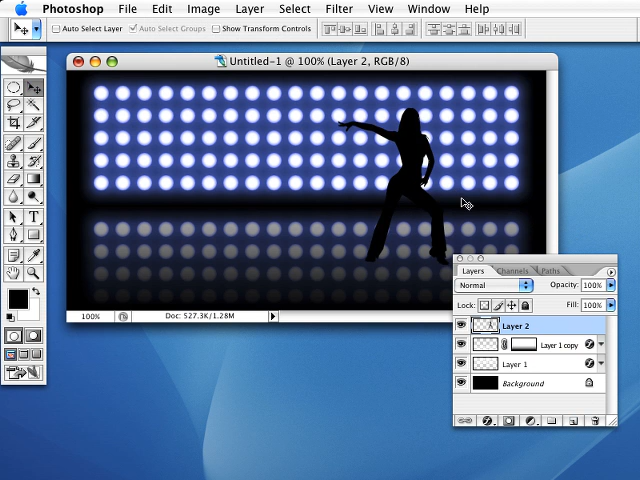 Photoshop File Edit Image Layer Select Filter View Window Help
Auto Select Layer Auto Select Groups Show Transform Controls
Untitled-1 @ 100% (Layer 2, RGB/8)
T
100% Doc: 527.3K/1.28M
Layers Channels Paths
Normal Opacity: 100%
Lock: Fill: 100%
Layer 2
Layer 1 copy
Layer 1
Background